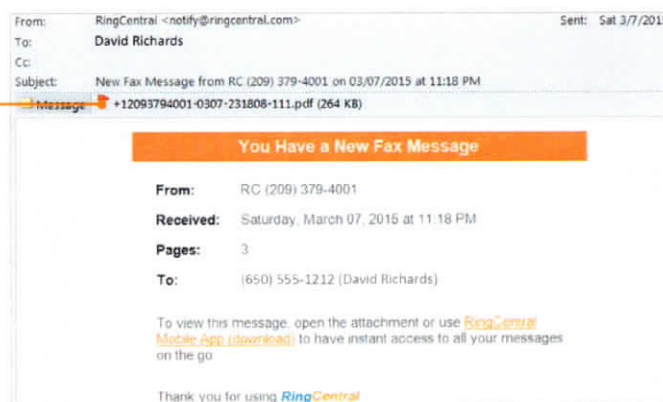 From: RingCentral <notify@ringcentral.com> Sent: Sat 3/7/2015
To: David Richards
Cc:
Subject: New Fax Message from RC (209) 379-4001 on 03/07/2015 at 11:18 PM
Message +12093794001-0307-231808-111.pdf (264 KB)
You Have a New Fax Message
From: RC (209) 379-4001
Received: Saturday, March 07, 2015 at 11:18 PM
Pages: 3
To: (650) 555-1212 (David Richards)
To view this message, open the attachment or use RingCentral
Mobile App (download) to have instant access to all your messages
on the go
Thank you for using RingCentral